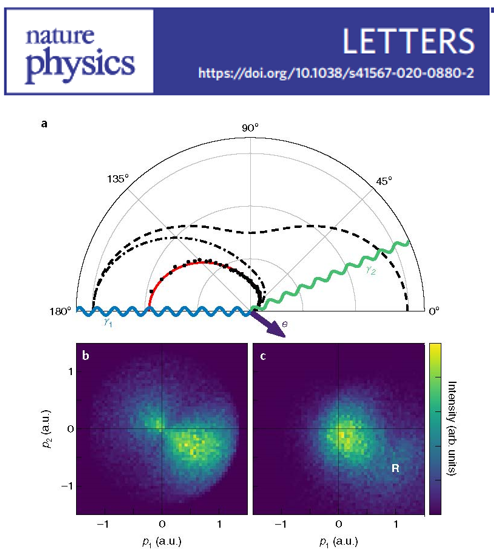 nature
physics
LETTERS
https://doi.org/10.1038/s41567-020-0880-2
a
90°
135°
45°
180°
0°
γ1
γ2
e
b
c
1
0
−1
p2 (a.u.)
R
−1
0
1
p1 (a.u.)
−1
0
1
p1 (a.u.)
Intensity (arb. units)